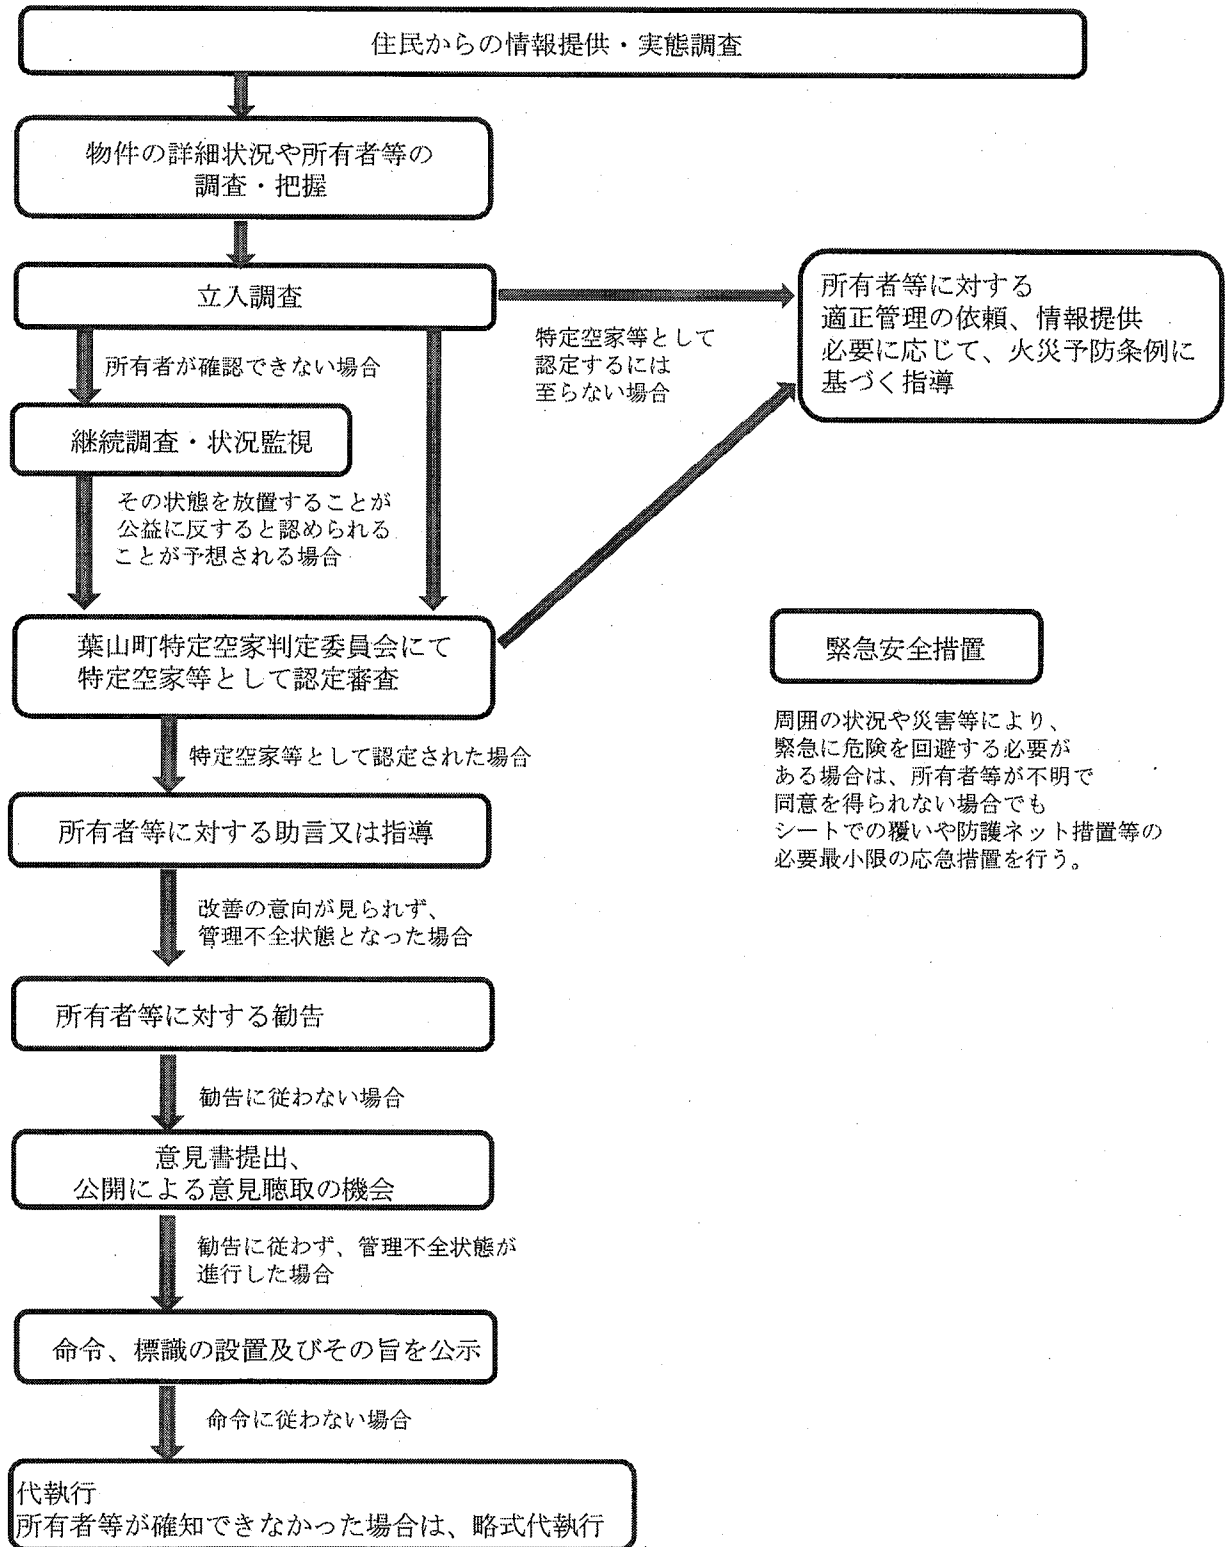 住民からの情報提供・実態調査
物件の詳細状況や所有者等の
調査・把握
立入調査
所有者が確認できない場合
特定空家等として
認定するには
至らない場合
所有者等に対する
適正管理の依頼、情報提供
必要に応じて、火災予防条例に
基づく指導
継続調査・状況監視
その状態を放置することが
公益に反すると認められる
ことが予想される場合
葉山町特定空家判定委員会にて
特定空家等として認定審査
特定空家等として認定された場合
緊急安全措置
周囲の状況や災害等により、
緊急に危険を回避する必要が
ある場合は、所有者等が不明で
同意を得られない場合でも
シートでの覆いや防護ネット措置等の
必要最小限の応急措置を行う。
所有者等に対する助言又は指導
改善の意向が見られず、
管理不全状態となった場合
所有者等に対する勧告
勧告に従わない場合
意見書提出、
公開による意見聴取の機会
勧告に従わず、管理不全状態が
進行した場合
命令、標識の設置及びその旨を公示
命令に従わない場合
代執行
所有者等が確知できなかった場合は、略式代執行